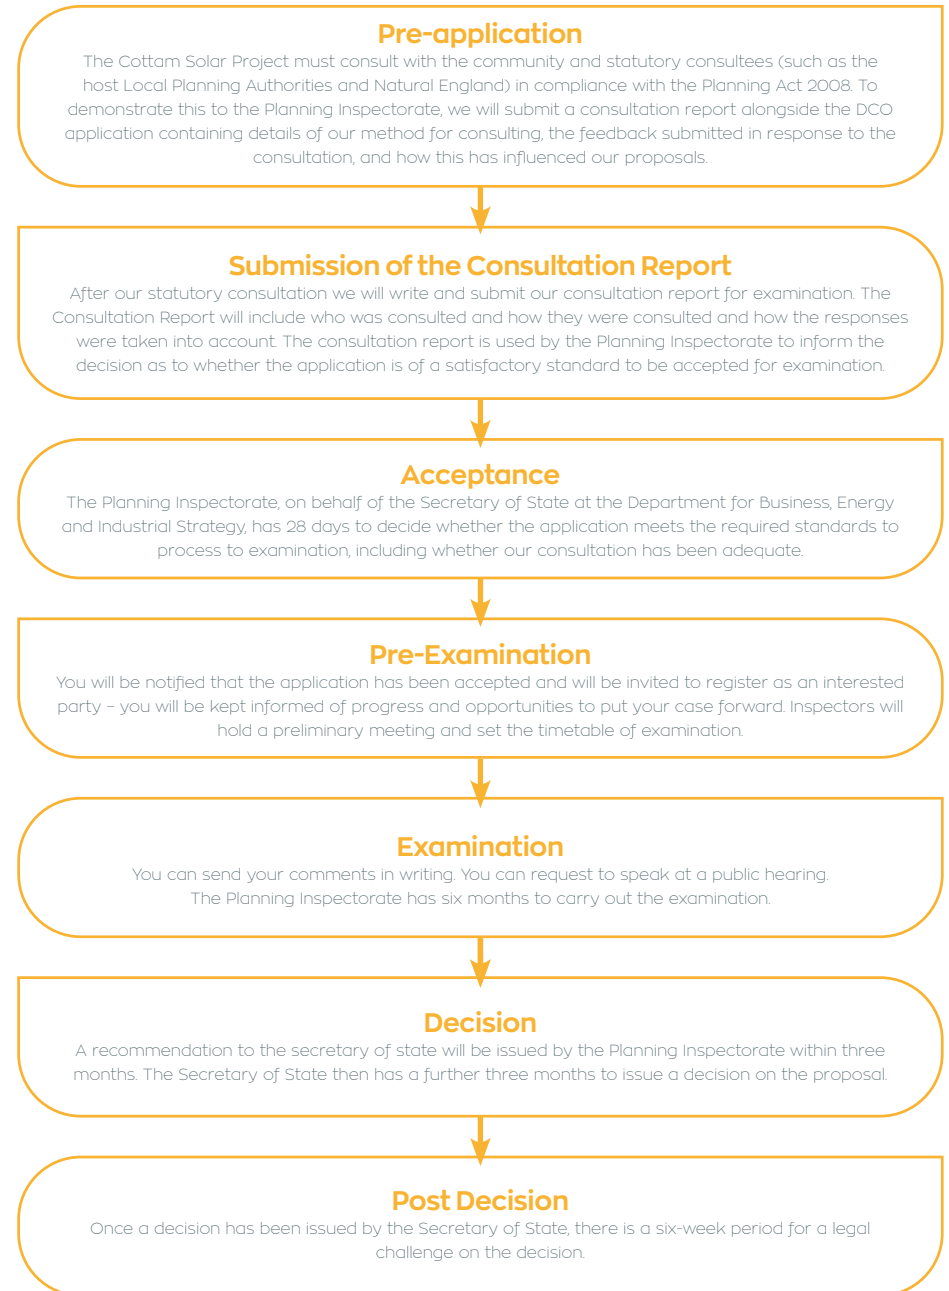 Pre-application
The Cottam Solar Project must consult with the community and statutory consultees (such as the
host Local Planning Authorities and Natural England) in compliance with the Planning Act 2008. To
demonstrate this to the Planning Inspectorate, we will submit a consultation report alongside the DCO
application containing details of our method for consulting, the feedback submitted in response to the
consultation, and how this has influenced our proposals.
Submission of the Consultation Report
After our statutory consultation we will write and submit our consultation report for examination. The
Consultation Report will include who was consulted and how they were consulted and how the responses
were taken into account. The consultation report is used by the Planning Inspectorate to inform the
decision as to whether the application is of a satisfactory standard to be accepted for examination.
Acceptance
The Planning Inspectorate, on behalf of the Secretary of State at the Department for Business, Energy
and Industrial Strategy, has 28 days to decide whether the application meets the required standards to
process to examination, including whether our consultation has been adequate.
Pre-Examination
You will be notified that the application has been accepted and will be invited to register as an interested
party – you will be kept informed of progress and opportunities to put your case forward. Inspectors will
hold a preliminary meeting and set the timetable of examination.
Examination
You can send your comments in writing. You can request to speak at a public hearing.
The Planning Inspectorate has six months to carry out the examination.
Decision
A recommendation to the secretary of state will be issued by the Planning Inspectorate within three
months. The Secretary of State then has a further three months to issue a decision on the proposal.
Post Decision
Once a decision has been issued by the Secretary of State, there is a six-week period for a legal
challenge on the decision.